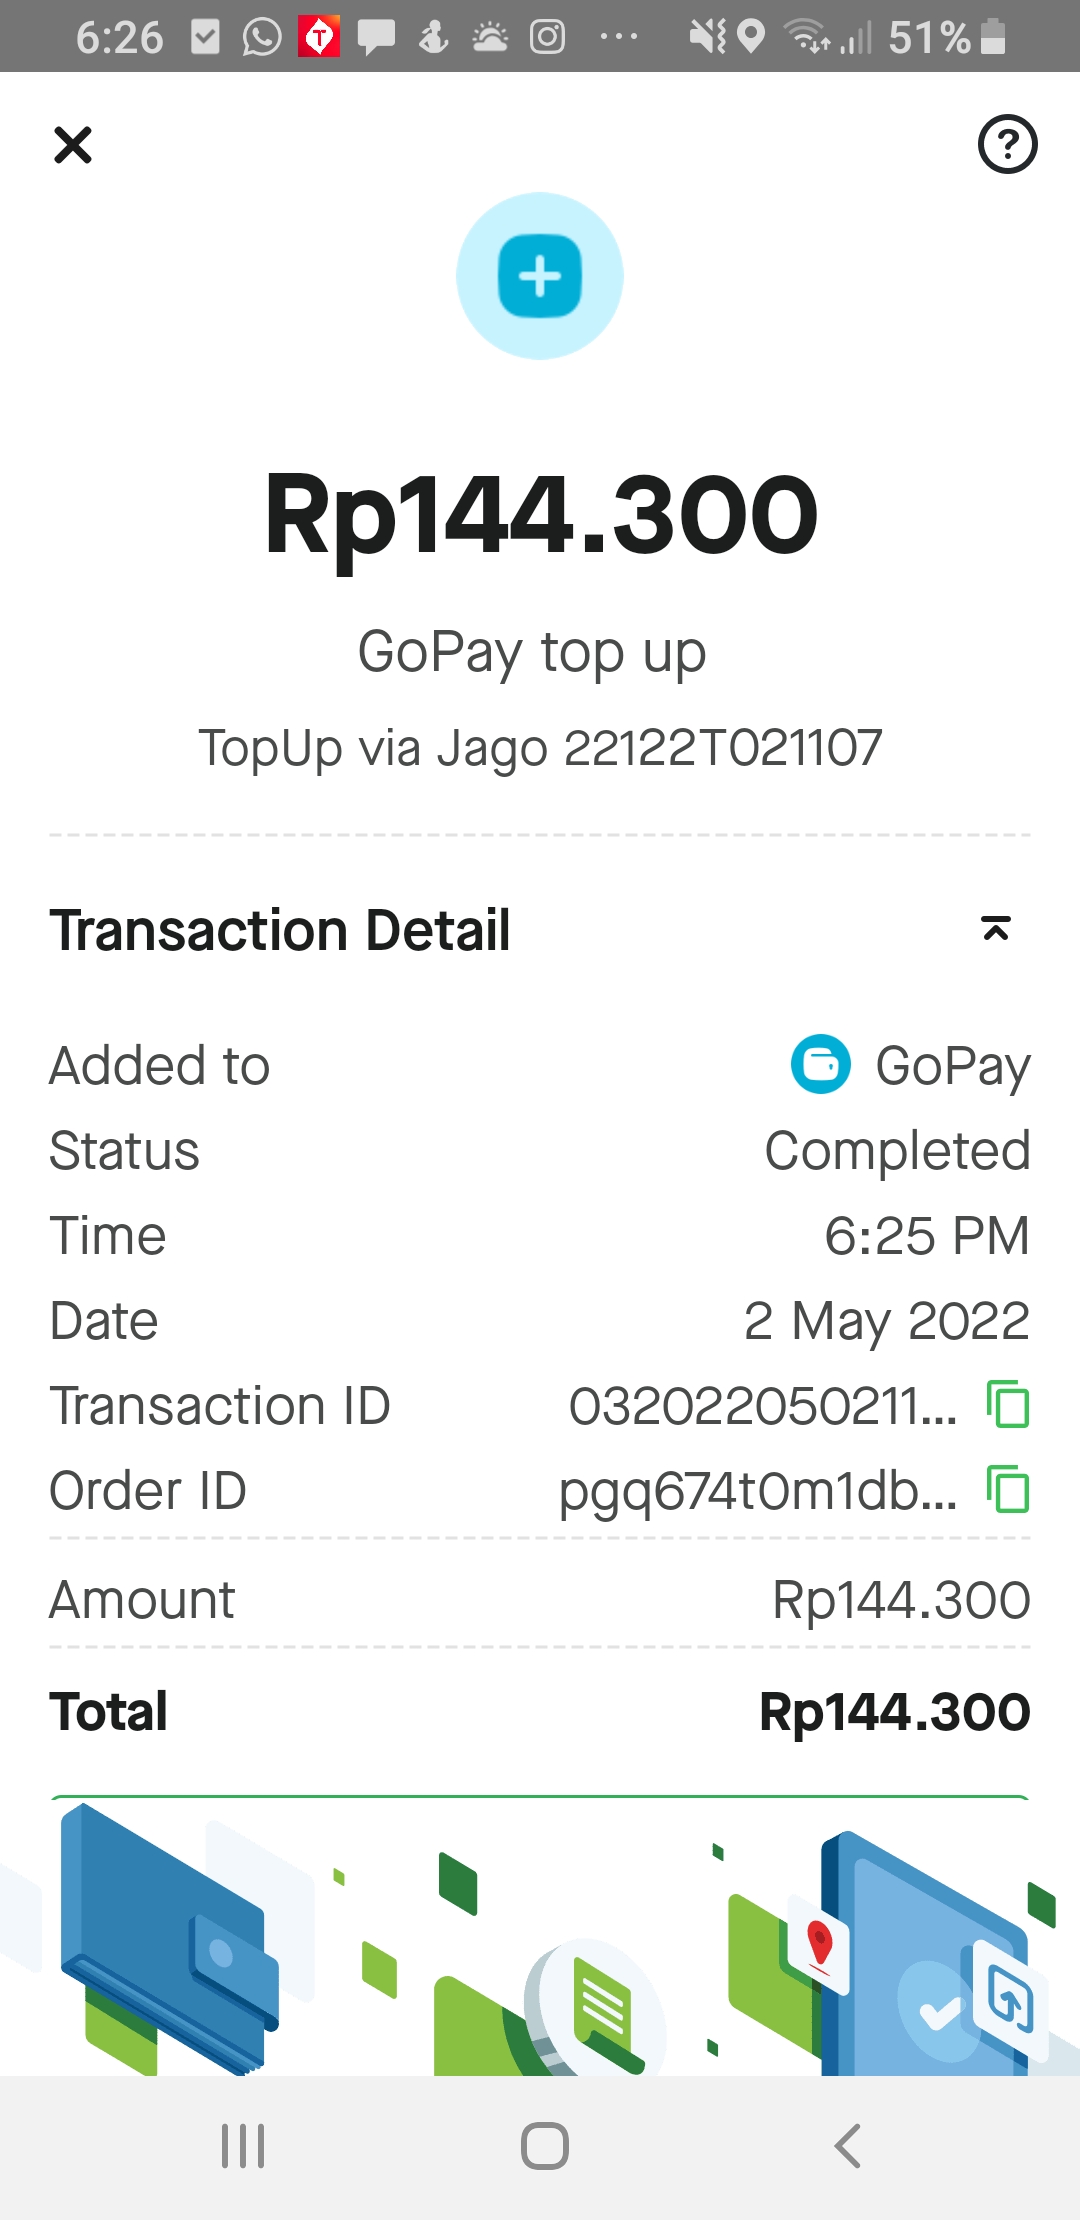 6:26 51%
Rp144.300
GoPay top up
TopUp via Jago 22122T021107
Transaction Detail
Added to GoPay
Status Completed
Time 6:25 PM
Date 2 May 2022
Transaction ID 032022050211...
Order ID pgq674t0m1db...
Amount Rp144.300
Total Rp144.300